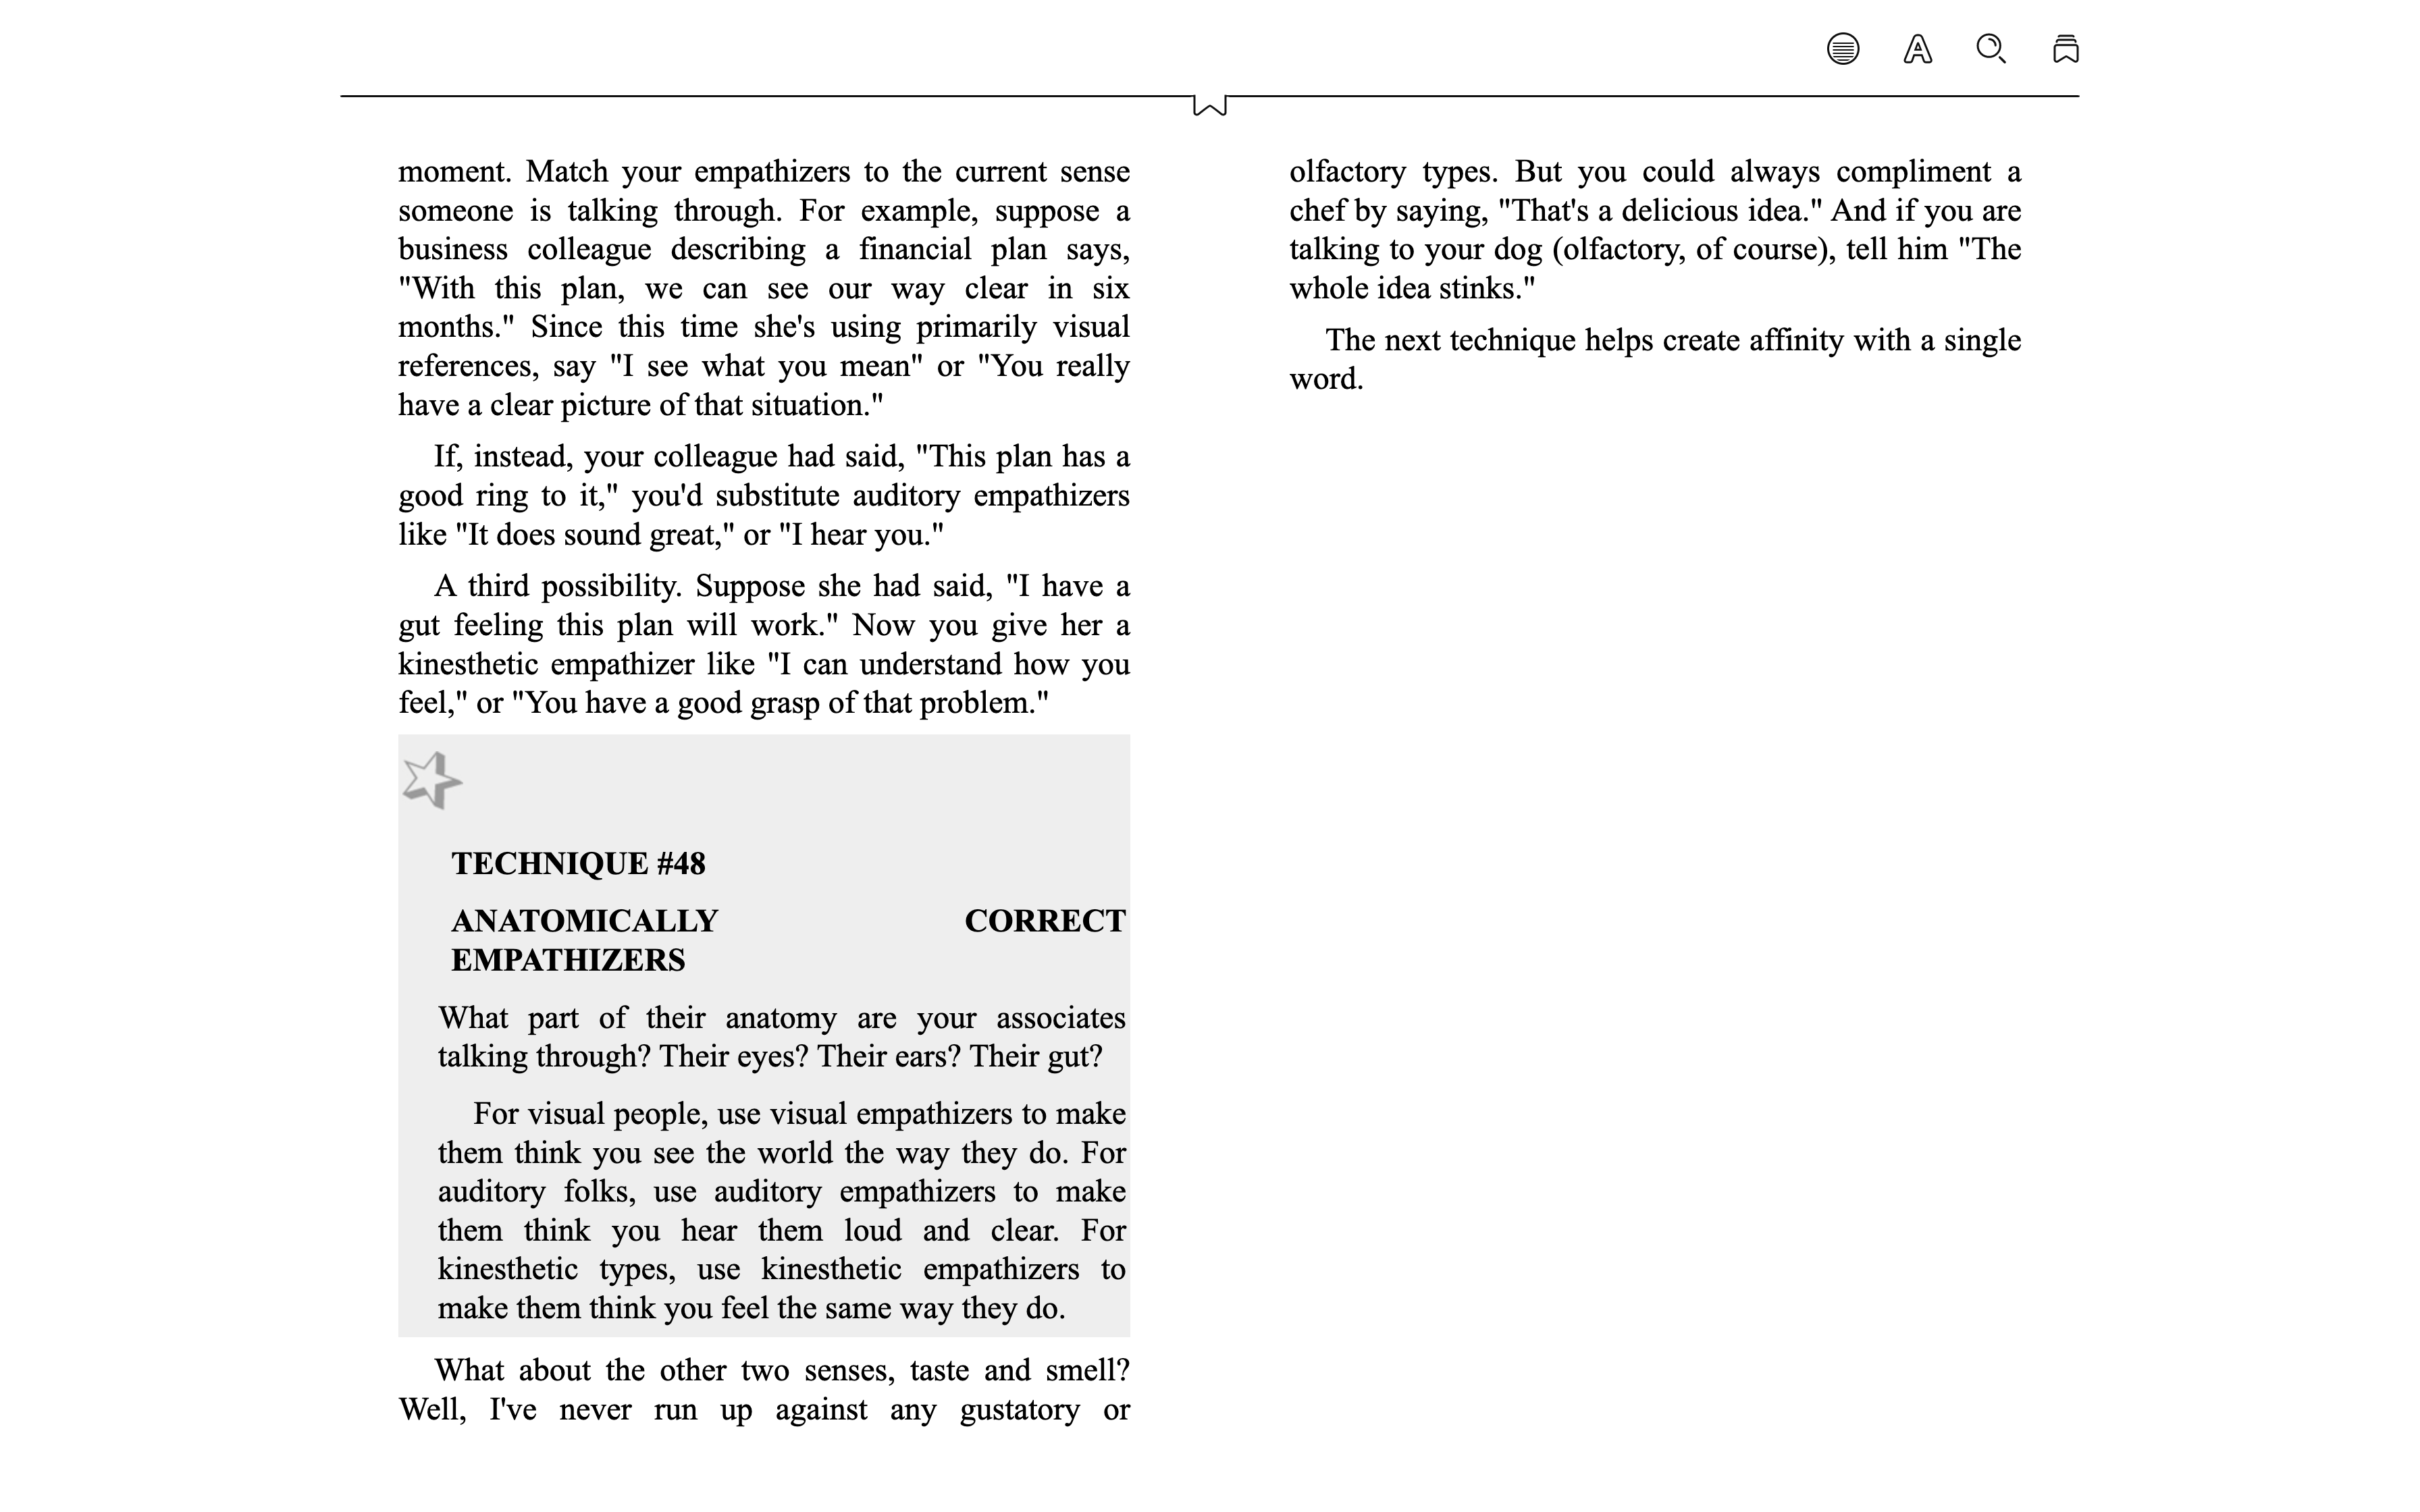 moment. Match your empathizers to the current sense
someone is talking through. For example, suppose a
business colleague describing a financial plan says,
"With this plan, we can see our way clear in six
months." Since this time she's using primarily visual
references, say "I see what you mean" or "You really
have a clear picture of that situation."
If, instead, your colleague had said, "This plan has a
good ring to it," you'd substitute auditory empathizers
like "It does sound great," or "I hear you."
A third possibility. Suppose she had said, "I have a
gut feeling this plan will work." Now you give her a
kinesthetic empathizer like "I can understand how you
feel," or "You have a good grasp of that problem."
TECHNIQUE #48
ANATOMICALLY CORRECT
EMPATHIZERS
What part of their anatomy are your associates
talking through? Their eyes? Their ears? Their gut?
For visual people, use visual empathizers to make
them think you see the world the way they do. For
auditory folks, use auditory empathizers to make
them think you hear them loud and clear. For
kinesthetic types, use kinesthetic empathizers to
make them think you feel the same way they do.
What about the other two senses, taste and smell?
Well, I've never run up against any gustatory or
olfactory types. But you could always compliment a
chef by saying, "That's a delicious idea." And if you are
talking to your dog (olfactory, of course), tell him "The
whole idea stinks."
The next technique helps create affinity with a single
word.